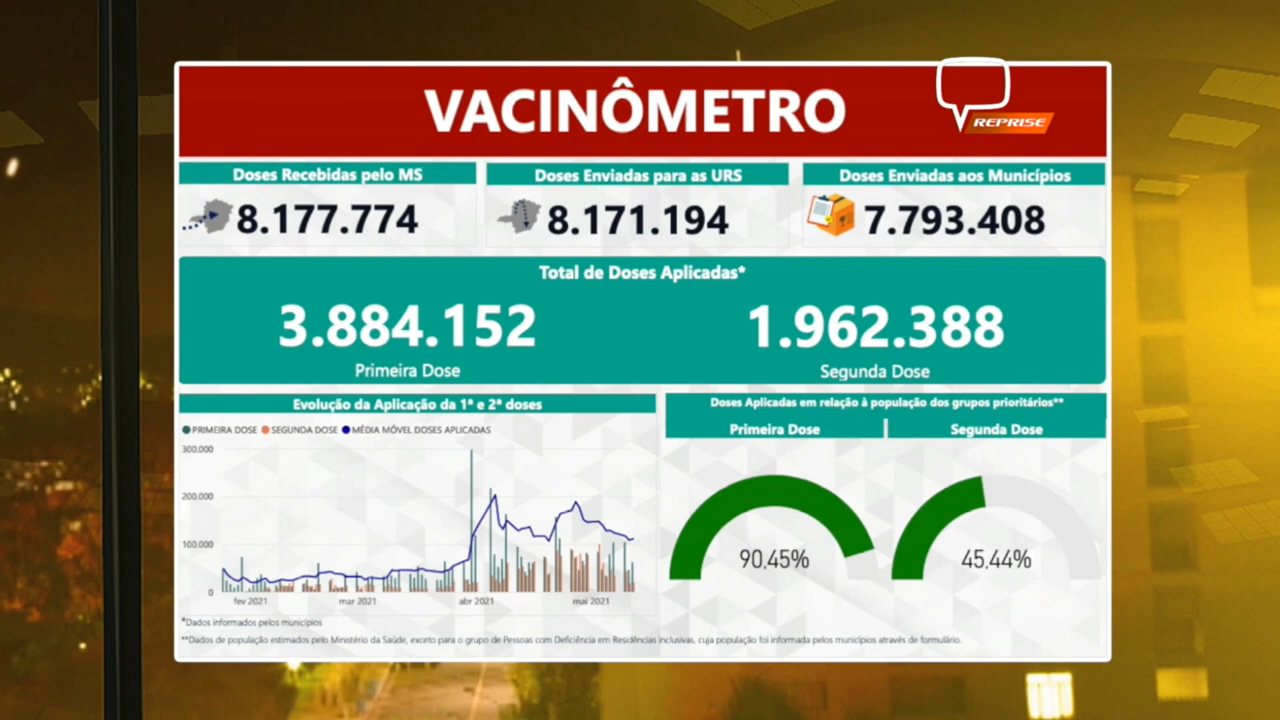 VACINÔMETRO
REPRISE
Doses Recebidas pelo MS
8.177.774
Doses Enviadas para as URS
8.171.194
Doses Enviadas aos Municípios
7.793.408
Total de Doses Aplicadas*
3.884.152
Primeira Dose
1.962.388
Segunda Dose
Evolução da Aplicação da 1ª e 2ª doses
PRIMEIRA DOSE SEGUNDA DOSE MÉDIA MÓVEL DOSES APLICADAS
300.000
200.000
100.000
0
fev 2021 mar 2021 abr 2021 mai 2021
Doses Aplicadas em relação à população dos grupos prioritários**
Primeira Dose
Segunda Dose
90.45%
45.44%
*Dados informados pelos municípios
**Dados de população estimados pelo Ministério da Saúde, exceto para o grupo de Pessoas com Deficiência em Residências inclusivas, cuja população foi informada pelos municípios através de formulário.